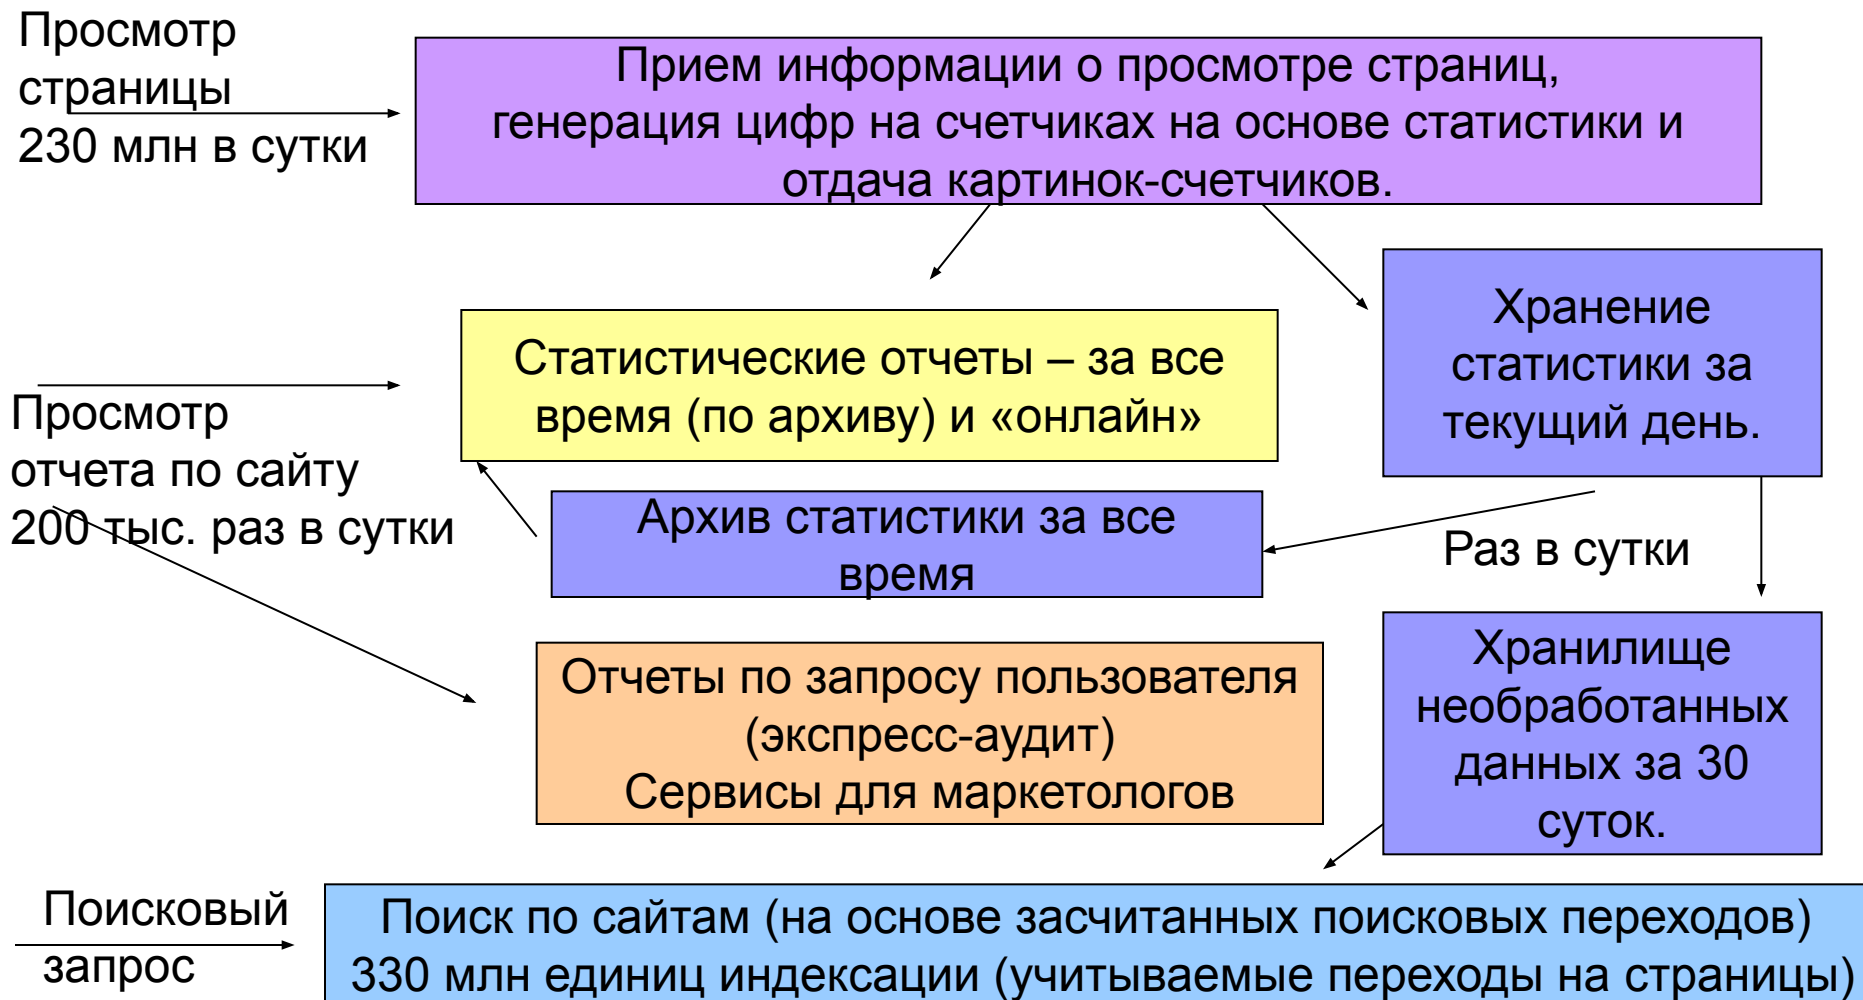 Просмотр
страницы
230 млн в сутки
Прием информации о просмотре страниц,
генерация цифр на счетчиках на основе статистики и
отдача картинок-счетчиков.
Хранение
статистики за
текущий день.
Статистические отчеты – за все
время (по архиву) и «онлайн»
Просмотр
отчета по сайту
200 тыс. раз в сутки
Архив статистики за все
время
Раз в сутки
Отчеты по запросу пользователя
(экспресс-аудит)
Сервисы для маркетологов
Хранилище
необработанных
данных за 30
суток.
Поисковый
запрос
Поиск по сайтам (на основе засчитанных поисковых переходов)
330 млн единиц индексации (учитываемые переходы на страницы)